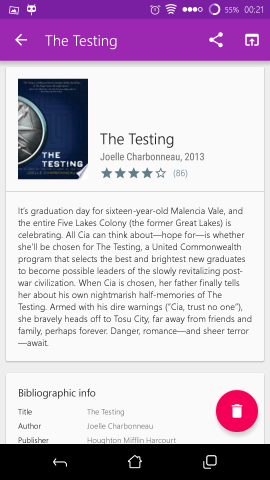 55% 00:21
The Testing
THE
TESTING
JOELLE CHARBONNEAU
The Testing
Joelle Charbonneau, 2013
(86)
It's graduation day for sixteen-year-old Malencia Vale, and
the entire Five Lakes Colony (the former Great Lakes) is
celebrating. All Cia can think about—hope for—is whether
she'll be chosen for The Testing, a United Commonwealth
program that selects the best and brightest new graduates
to become possible leaders of the slowly revitalizing post-
war civilization. When Cia is chosen, her father finally tells
her about his own nightmarish half-memories of The
Testing. Armed with his dire warnings ("Cia, trust no one"),
she bravely heads off to Tosu City, far away from friends and
family, perhaps forever. Danger, romance—and sheer terror
—await.
Bibliographic info
Title The Testing
Author Joelle Charbonneau
Publisher Houghton Mifflin Harcourt